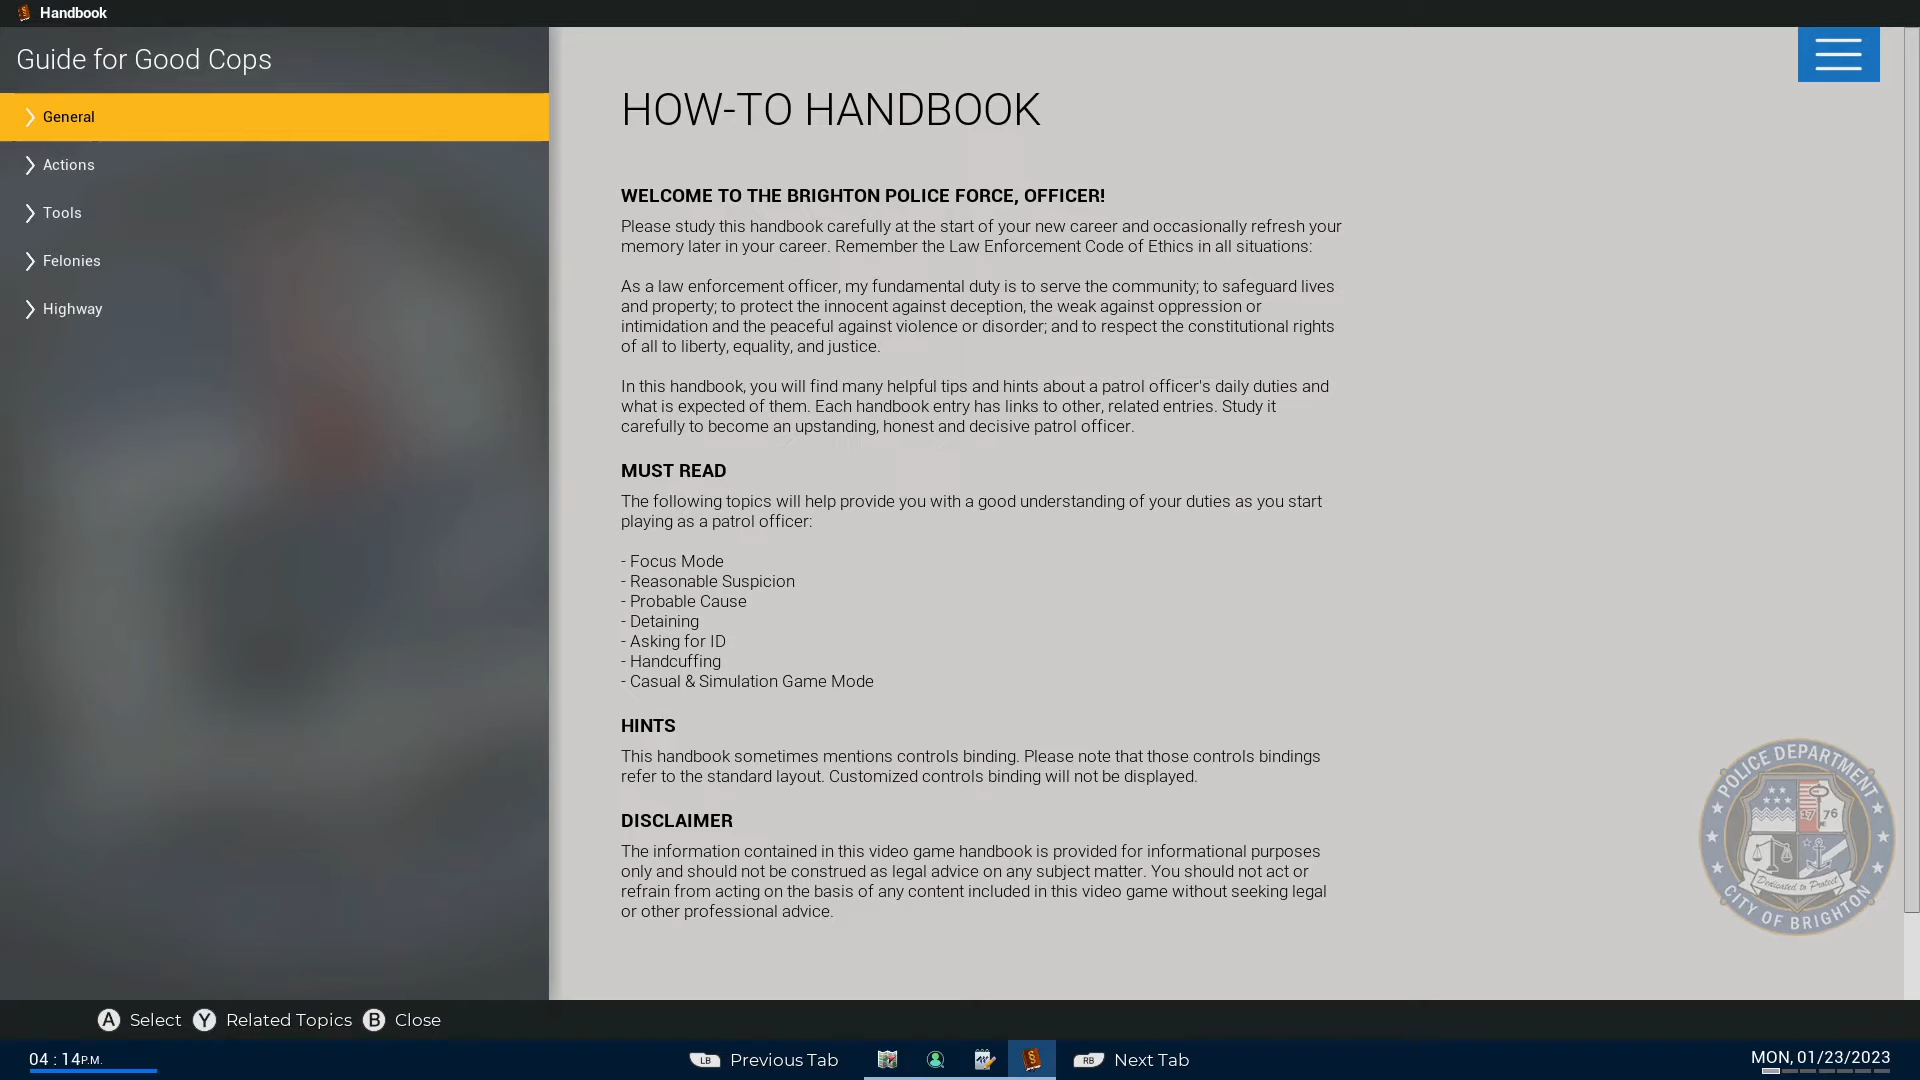 Handbook
Guide for Good Cops
General
Actions
Tools
Felonies
Highway
HOW-TO HANDBOOK
WELCOME TO THE BRIGHTON POLICE FORCE, OFFICER!
Please study this handbook carefully at the start of your new career and occasionally refresh your
memory later in your career. Remember the Law Enforcement Code of Ethics in all situations:
As a law enforcement officer, my fundamental duty is to serve the community; to safeguard lives
and property; to protect the innocent against deception, the weak against oppression or
intimidation and the peaceful against violence or disorder; and to respect the constitutional rights
of all to liberty, equality, and justice.
In this handbook, you will find many helpful tips and hints about a patrol officer's daily duties and
what is expected of them. Each handbook entry has links to other, related entries. Study it
carefully to become an upstanding, honest and decisive patrol officer.
MUST READ
The following topics will help provide you with a good understanding of your duties as you start
playing as a patrol officer:
- Focus Mode
- Reasonable Suspicion
- Probable Cause
- Detaining
- Asking for ID
- Handcuffing
- Casual & Simulation Game Mode
HINTS
This handbook sometimes mentions controls binding. Please note that those controls bindings
refer to the standard layout. Customized controls binding will not be displayed.
DISCLAIMER
The information contained in this video game handbook is provided for informational purposes
only and should not be construed as legal advice on any subject matter. You should not act or
refrain from acting on the basis of any content included in this video game without seeking legal
or other professional advice.
POLICE DEPARTMENT
17 76
Dedicated to Protect
CITY OF BRIGHTON
A Select Y Related Topics B Close
04 : 14 P.M.
LB Previous Tab
§
RB Next Tab
MON, 01/23/2023